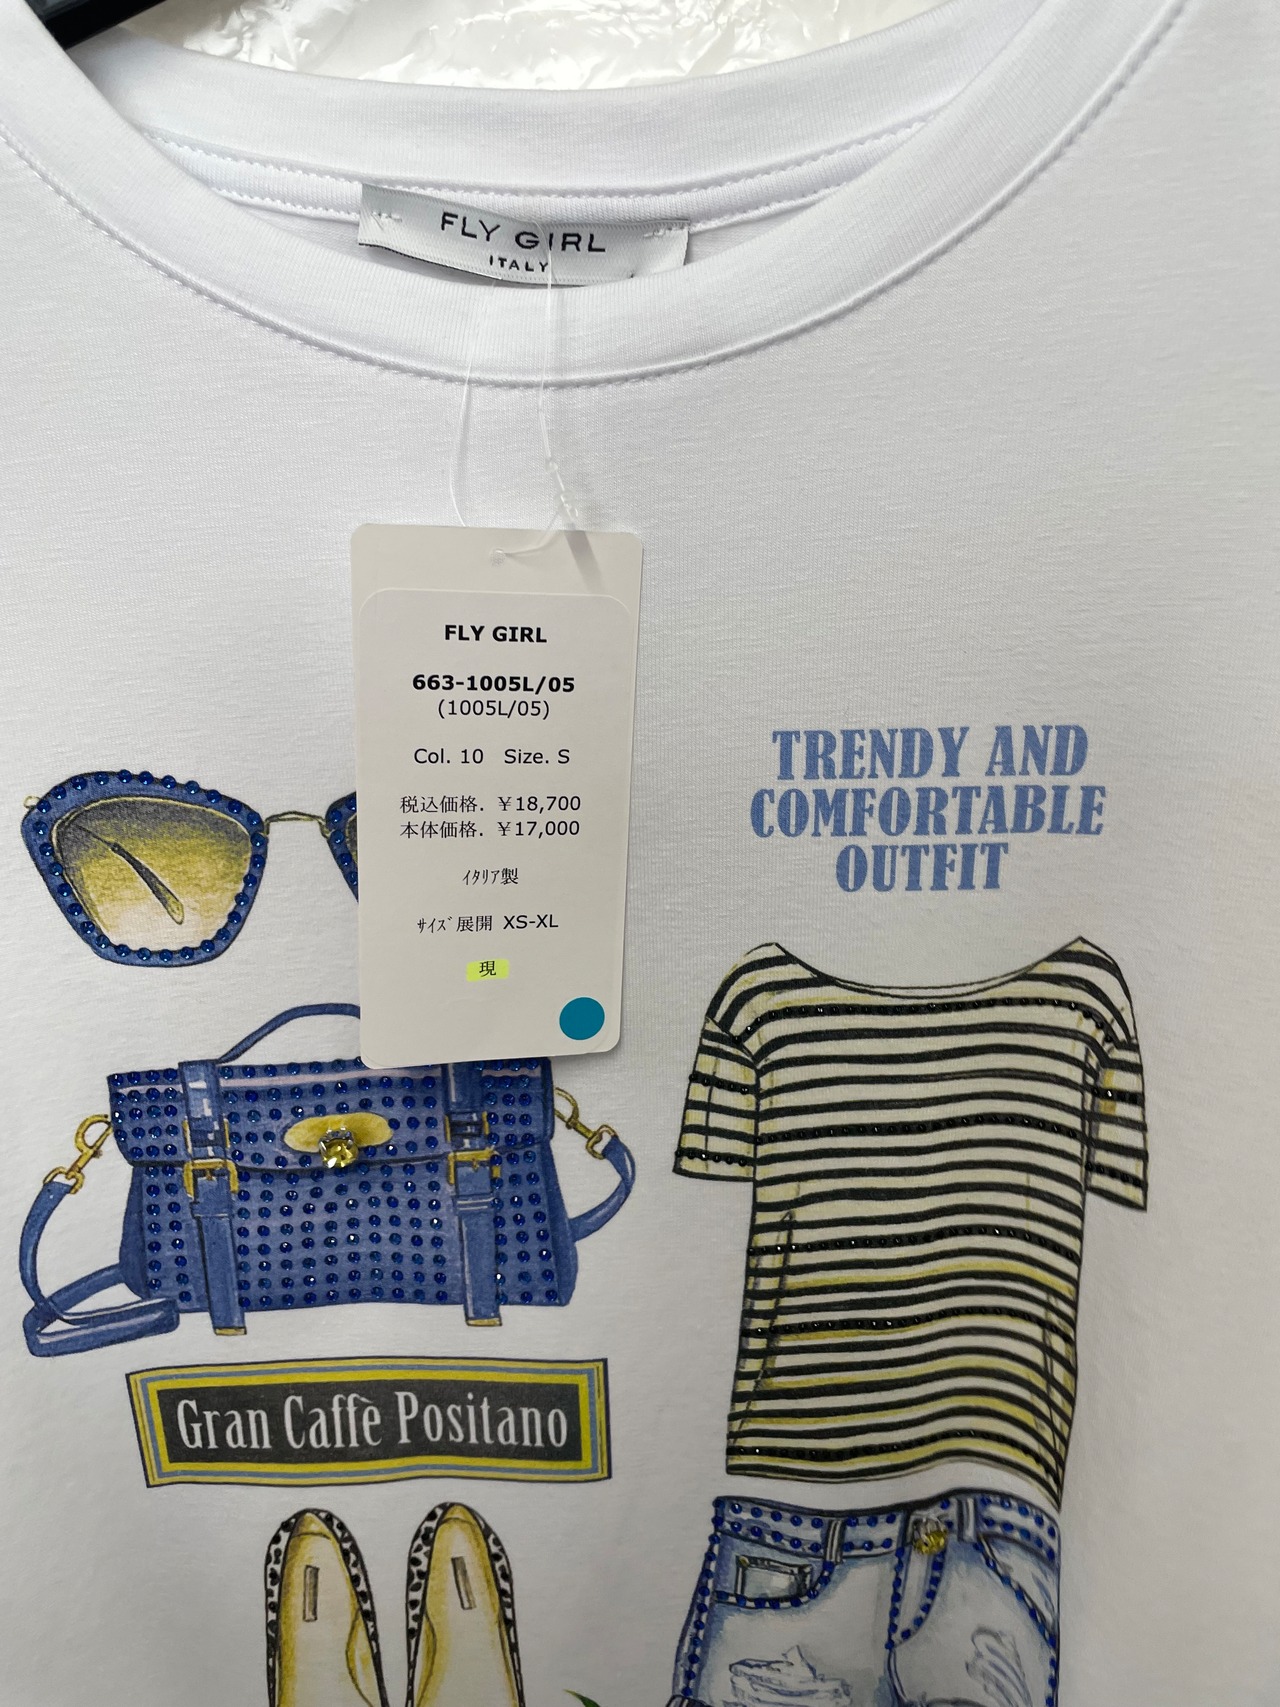 FLY GIRL
ITALY
FLY GIRL
663-1005L/05
(1005L/05)
Col. 10 Size. S
税込価格. ￥18,700
本体価格. ￥17,000
ｲﾀﾘｱ製
ｻｲｽﾞ展開 XS-XL
現
TRENDY AND
COMFORTABLE
OUTFIT
Gran Caffè Positano